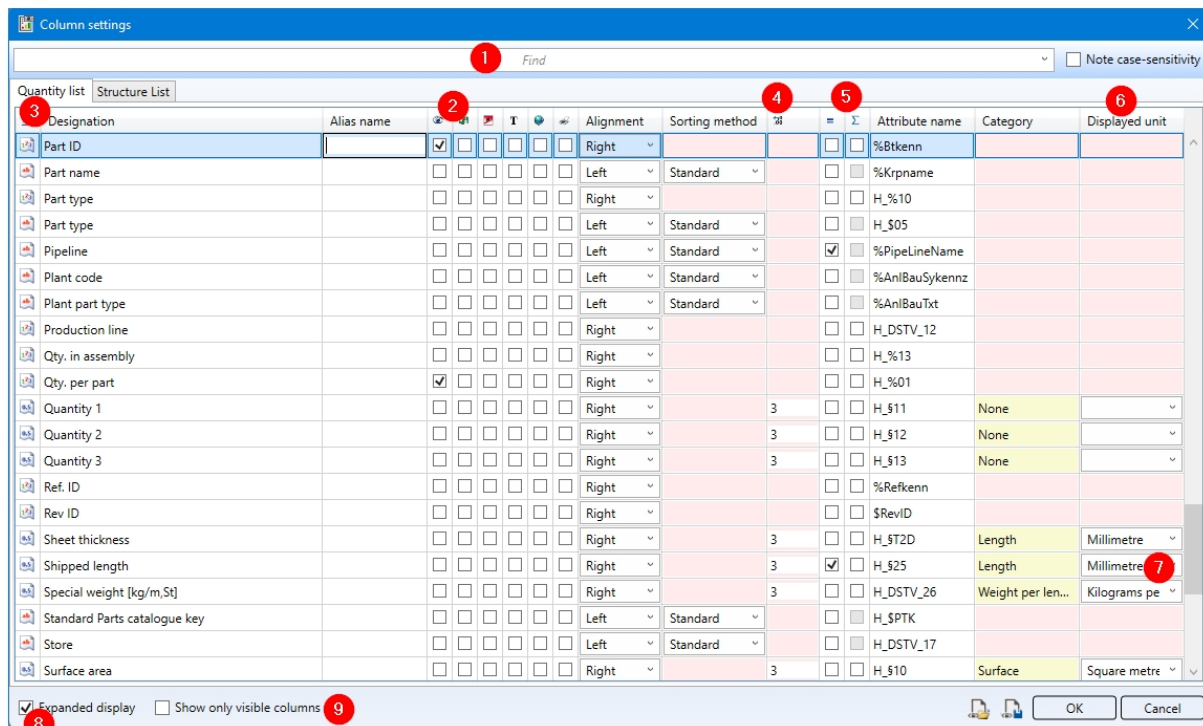 Column settings
1 Find Note case-sensitivity
Quantity list Structure List
3 Designation Alias name 2 T Alignment Sorting method 4 = 5 Σ Attribute name Category 6 Displayed unit
Part ID Right %Btkenn
Part name Left Standard %Krpname
Part type Right H_%10
Part type Left Standard H_$05
Pipeline Left Standard %PipeLineName
Plant code Left Standard %AnlBauSykennz
Plant part type Left Standard %AnlBauTxt
Production line Right H_DSTV_12
Qty. in assembly Right H_%13
Qty. per part Right H_%01
Quantity 1 Right 3 H_§11 None
Quantity 2 Right 3 H_§12 None
Quantity 3 Right 3 H_§13 None
Ref. ID Right %Refkenn
Rev ID Right $RevID
Sheet thickness Right 3 H_§T2D Length Millimetre
Shipped length Right 3 H_§25 Length Millimetre 7
Special weight [kg/m,St] Right 3 H_DSTV_26 Weight per len... Kilograms pe
Standard Parts catalogue key Left Standard H_$PTK
Store Left Standard H_DSTV_17
Surface area Right 3 H_§10 Surface Square metre
8 Expanded display Show only visible columns 9 OK Cancel